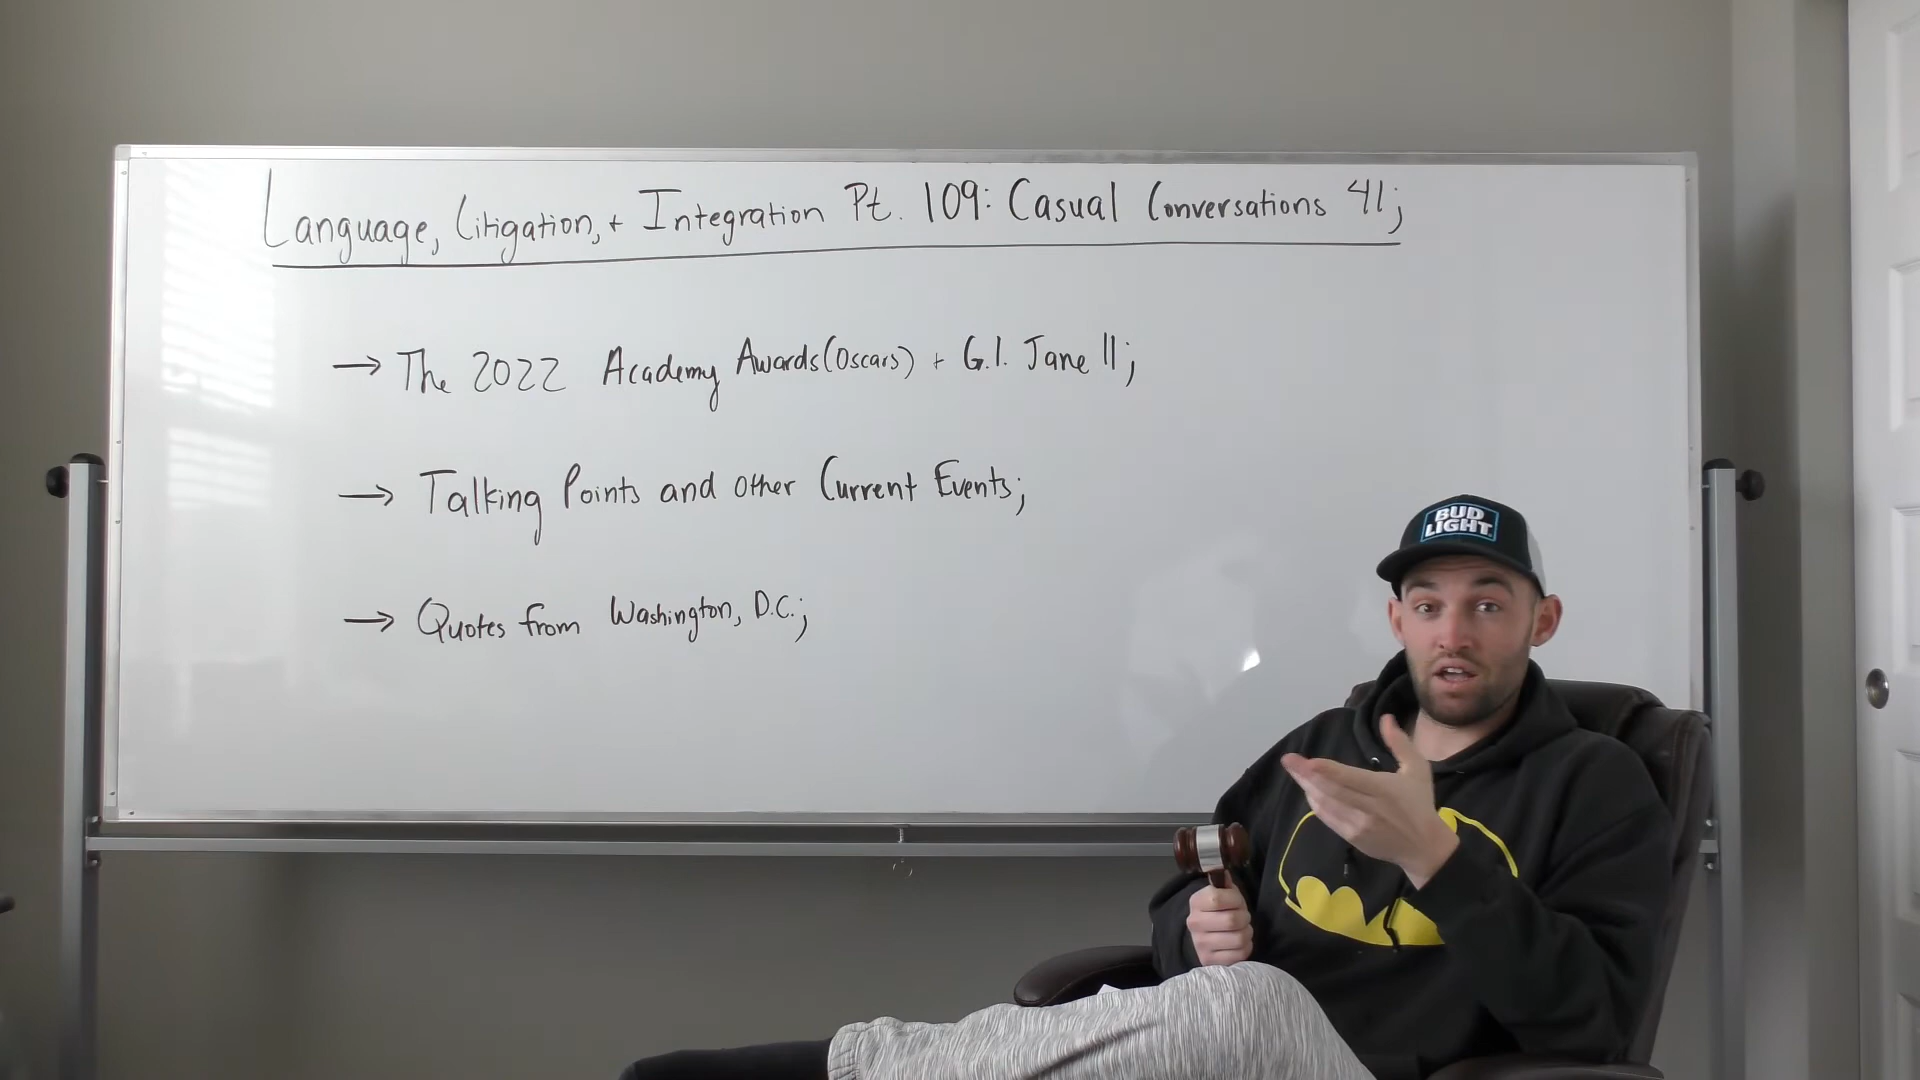 Language, Litigation, + Integration Pt. 109: Casual Conversations 41;
→ The 2022 Academy Awards (Oscars) + G.I. Jane II;
→ Talking Points and other Current Events;
→ Quotes from Washington, D.C.;
BUD
LIGHT